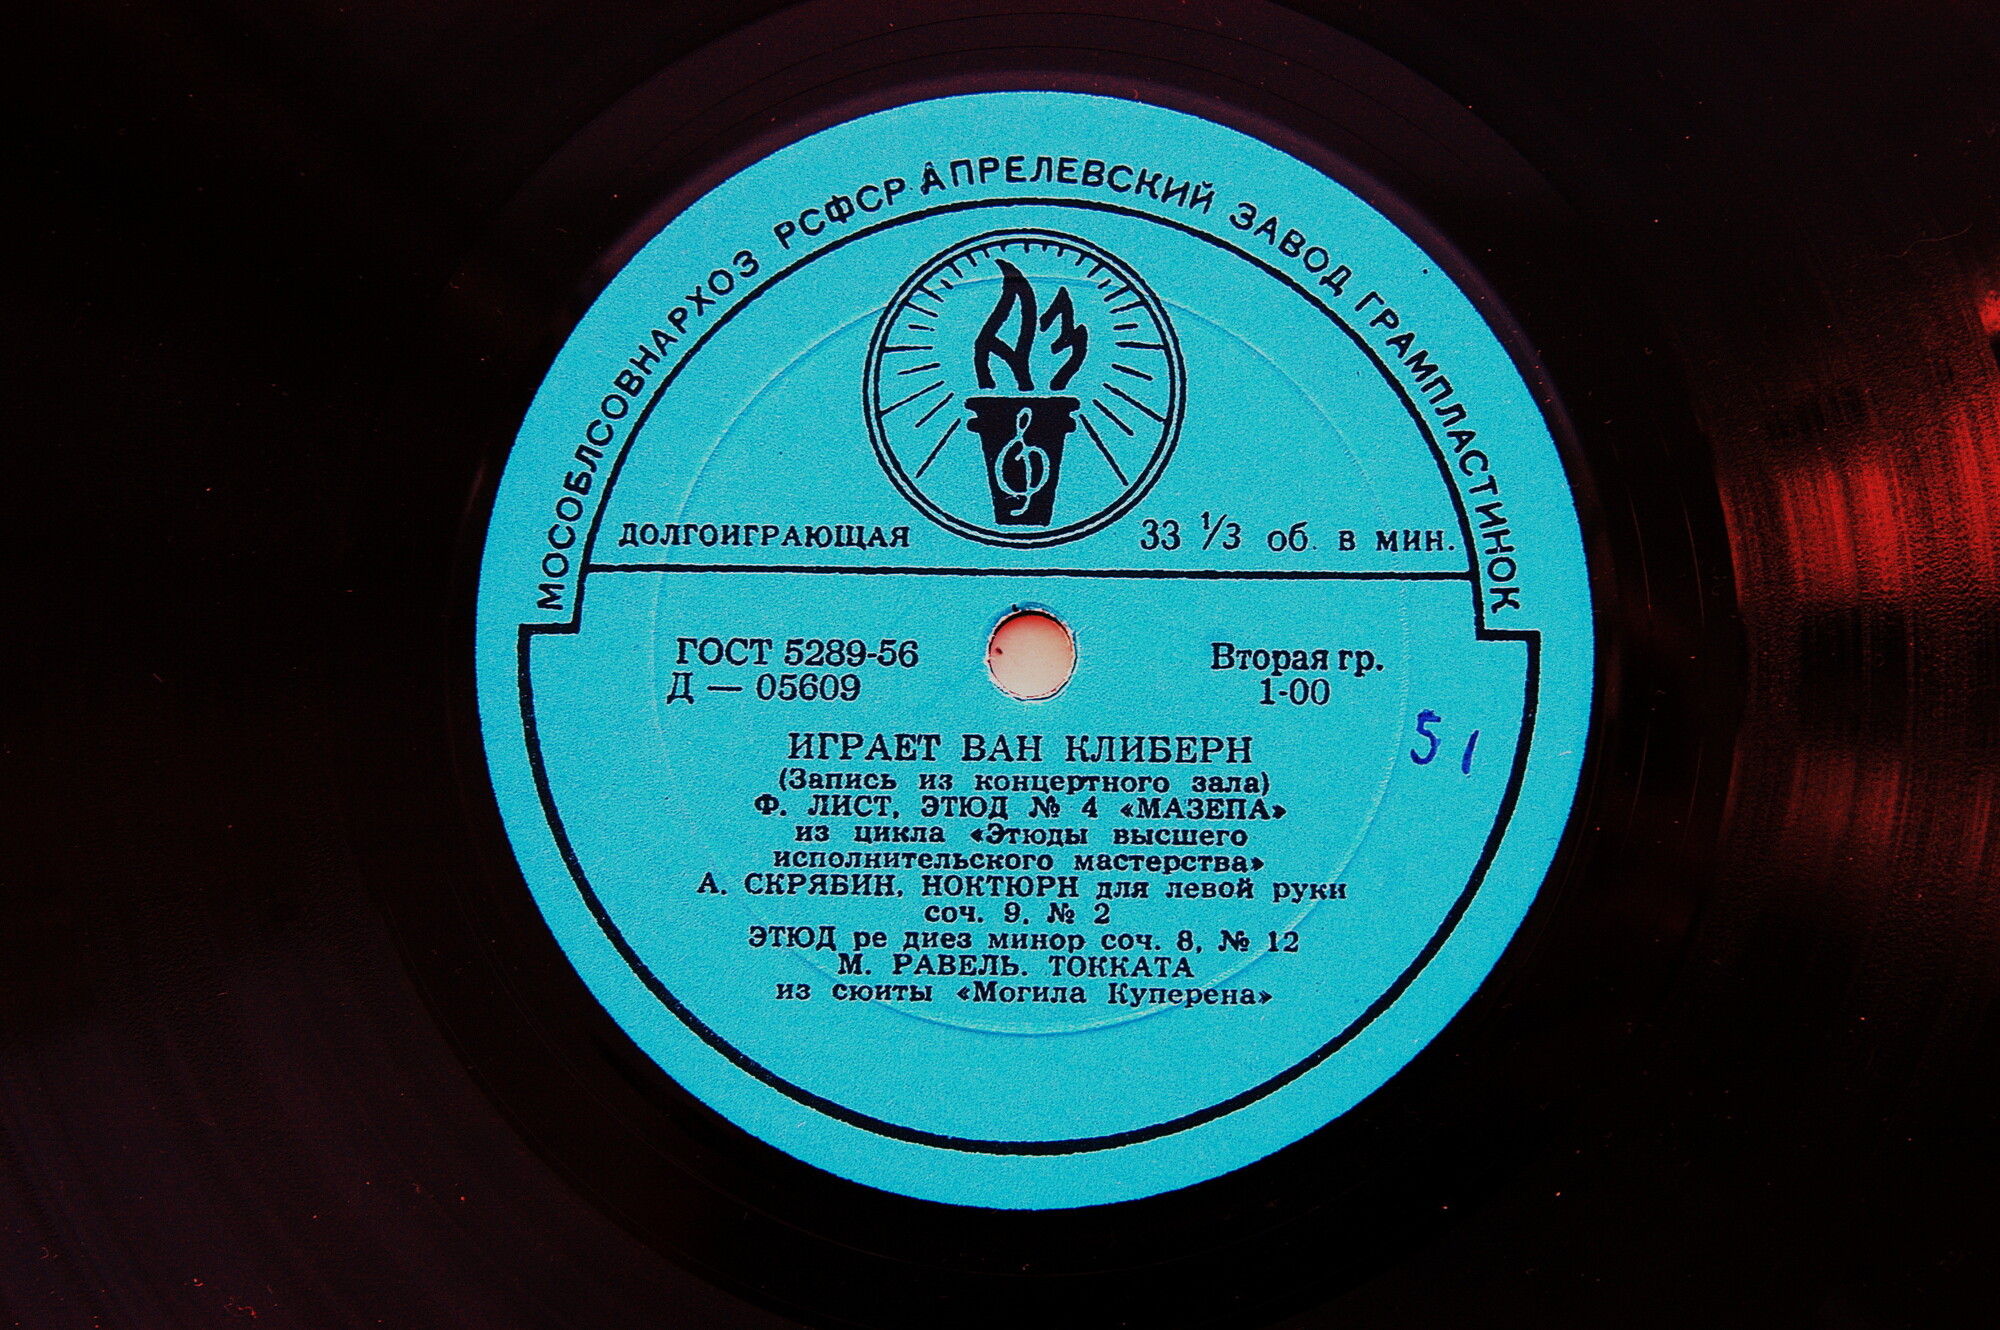 МОСОБЛСОВНАРХОЗ РСФСР АПРЕЛЕВСКИЙ ЗАВОД ГРАМПЛАСТИНОК
АЗ
ДОЛГОИГРАЮЩАЯ 33 1/3 об. в мин.
ГОСТ 5289-56 Вторая гр.
Д — 05609 1-00
51
ИГРАЕТ ВАН КЛИБЕРН
(Запись из концертного зала)
Ф. ЛИСТ, ЭТЮД № 4 «МАЗЕПА»
из цикла «Этюды высшего
исполнительского мастерства»
А. СКРЯБИН, НОКТЮРН для левой руки
соч. 9, № 2
ЭТЮД ре диез минор соч. 8, № 12
М. РАВЕЛЬ. ТОККАТА
из сюиты «Могила Куперена»